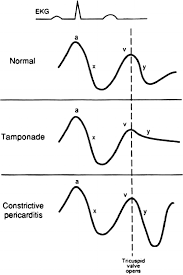 EKG
Normal
a
x
v
y
Tamponade
a
x
v
y
Constrictive
pericarditis
a
x
v
y
Tricuspid
valve
opens